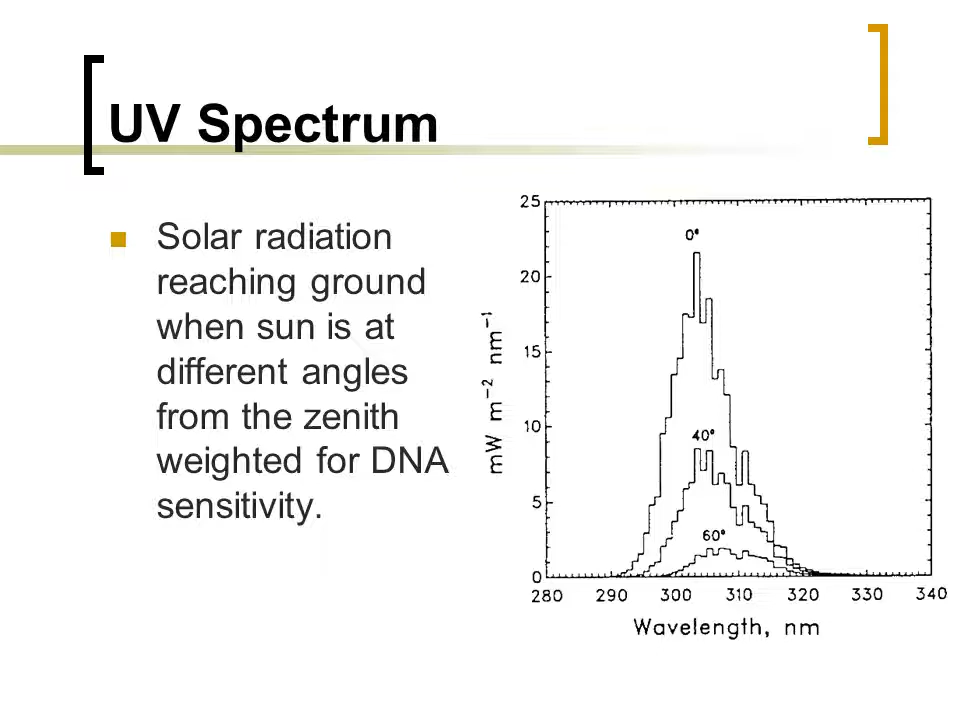 UV Spectrum
Solar radiation
reaching ground
when sun is at
different angles
from the zenith
weighted for DNA
sensitivity.
25
20
15
10
5
0
mW m⁻² nm⁻¹
0°
40°
60°
280 290 300 310 320 330 340
Wavelength, nm